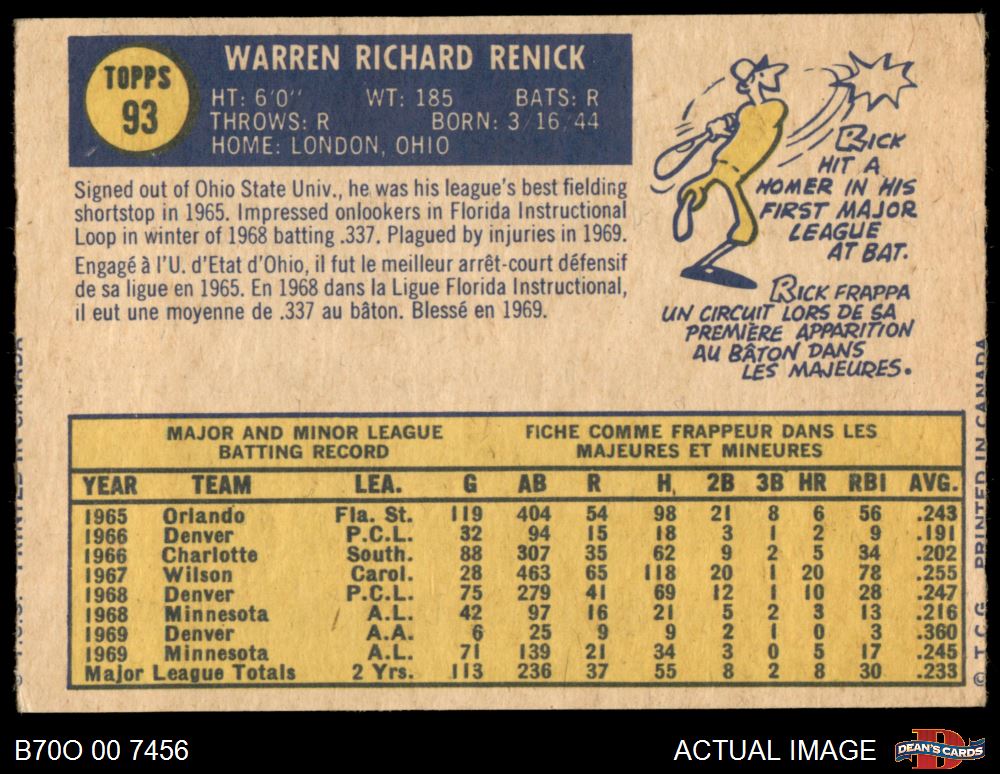 TOPPS
93
WARREN RICHARD RENICK
HT: 6'0" WT: 185 BATS: R
THROWS: R BORN: 3/16/44
HOME: LONDON, OHIO
Signed out of Ohio State Univ., he was his league's best fielding
shortstop in 1965. Impressed onlookers in Florida Instructional
Loop in winter of 1968 batting .337. Plagued by injuries in 1969.
Engagé à l'U. d'Etat d'Ohio, il fut le meilleur arrêt-court défensif
de sa ligue en 1965. En 1968 dans la Ligue Florida Instructional,
il eut une moyenne de .337 au bâton. Blessé en 1969.
RICK
HIT A
HOMER IN HIS
FIRST MAJOR
LEAGUE
AT BAT.
RICK FRAPPA
UN CIRCUIT LORS DE SA
PREMIÈRE APPARITION
AU BÂTON DANS
LES MAJEURES.
MAJOR AND MINOR LEAGUE
BATTING RECORD
FICHE COMME FRAPPEUR DANS LES
MAJEURES ET MINEURES
YEAR TEAM LEA. G AB R H. 2B 3B HR RBI AVG.
1965 Orlando Fla. St. 119 404 54 98 21 8 6 56 .243
1966 Denver P.C.L. 32 94 15 18 3 1 2 9 .191
1966 Charlotte South. 88 307 35 62 9 2 5 34 .202
1967 Wilson Carol. 28 463 65 118 20 1 20 78 .255
1968 Denver P.C.L. 75 279 41 69 12 1 10 28 .247
1968 Minnesota A.L. 42 97 16 21 5 2 3 13 .216
1969 Denver A.A. 6 25 9 9 2 1 0 3 .360
1969 Minnesota A.L. 71 139 21 34 3 0 5 17 .245
Major League Totals 2 Yrs. 113 236 37 55 8 2 8 30 .233
© T.C.G. PRINTED IN CANADA
B70O 00 7456
ACTUAL IMAGE
DEAN'S CARDS